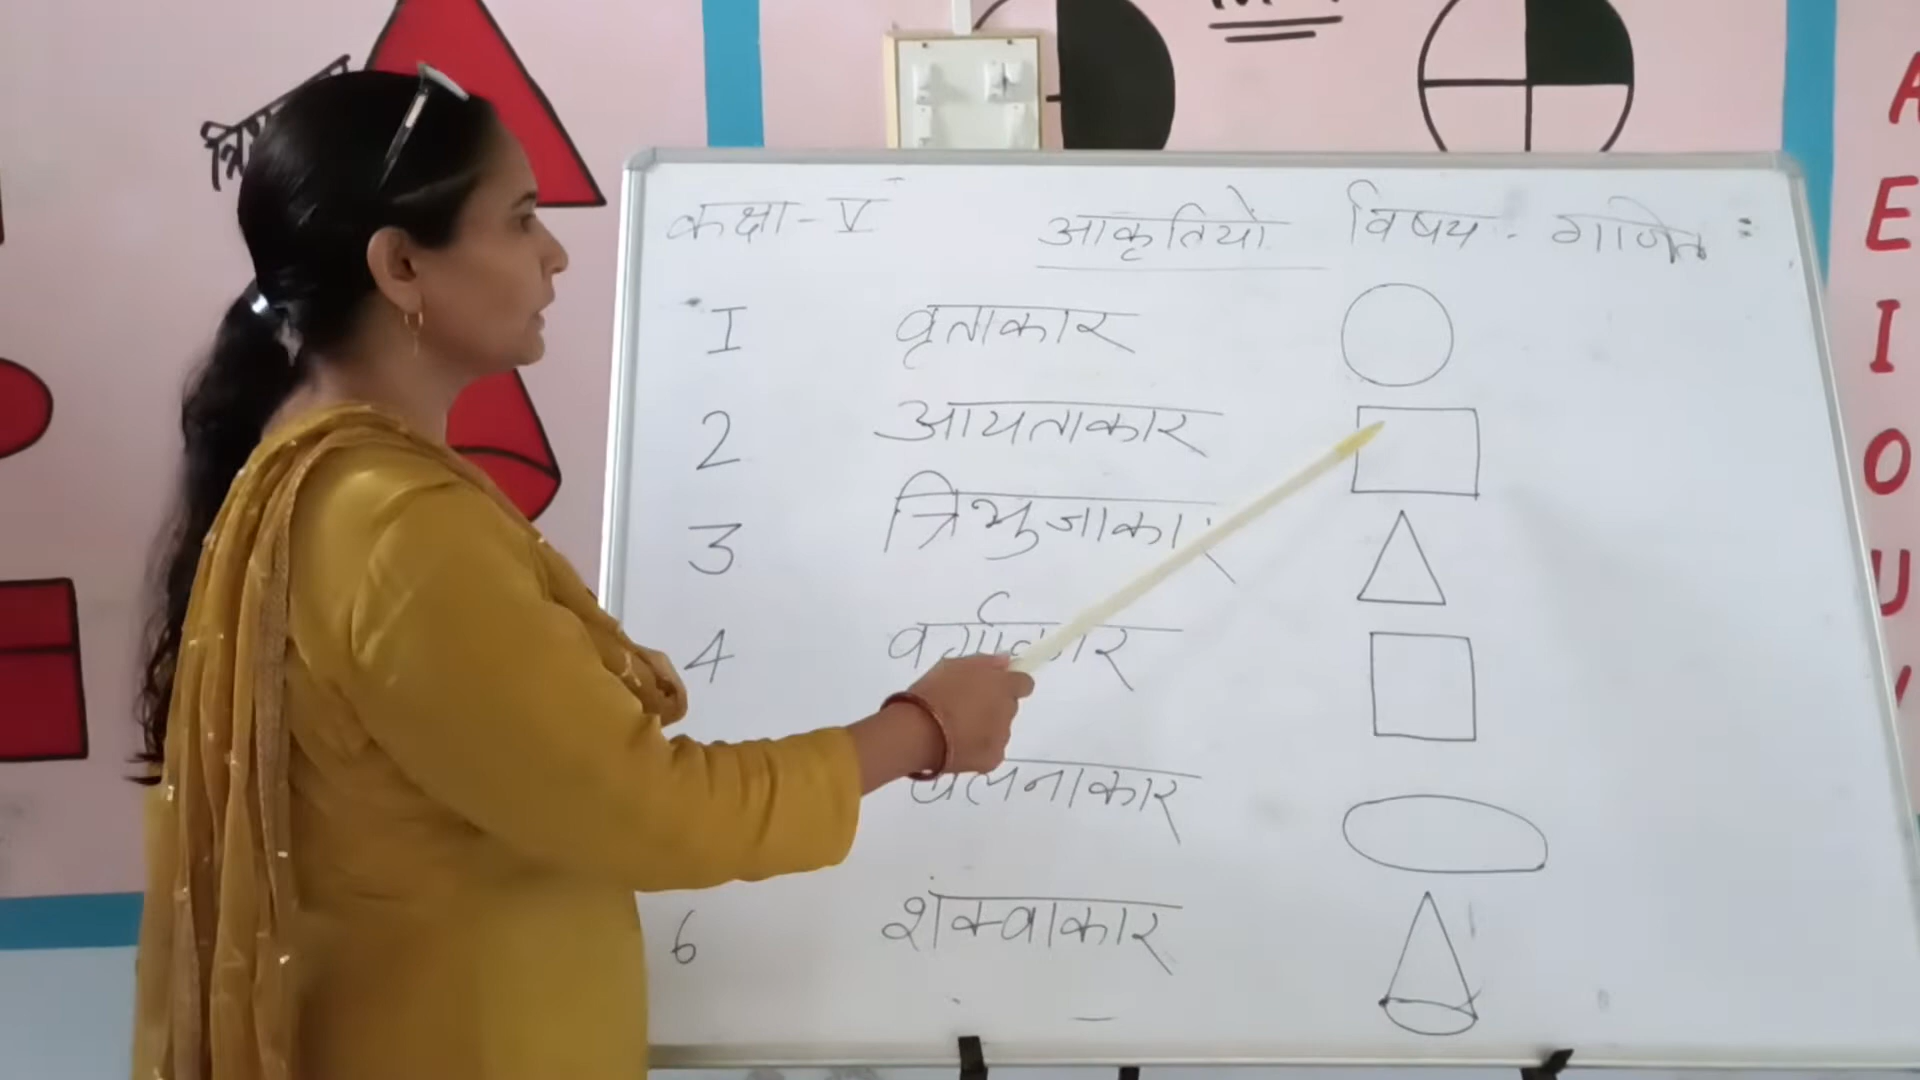 कक्षा - V आकृतियाँ विषय - गणित :
1 वृताकार
2 आयताकार
3 त्रिभुजाकार
4 वर्गाकार
बेलनाकार
6 शंक्वाकार
A
E
I
O
U